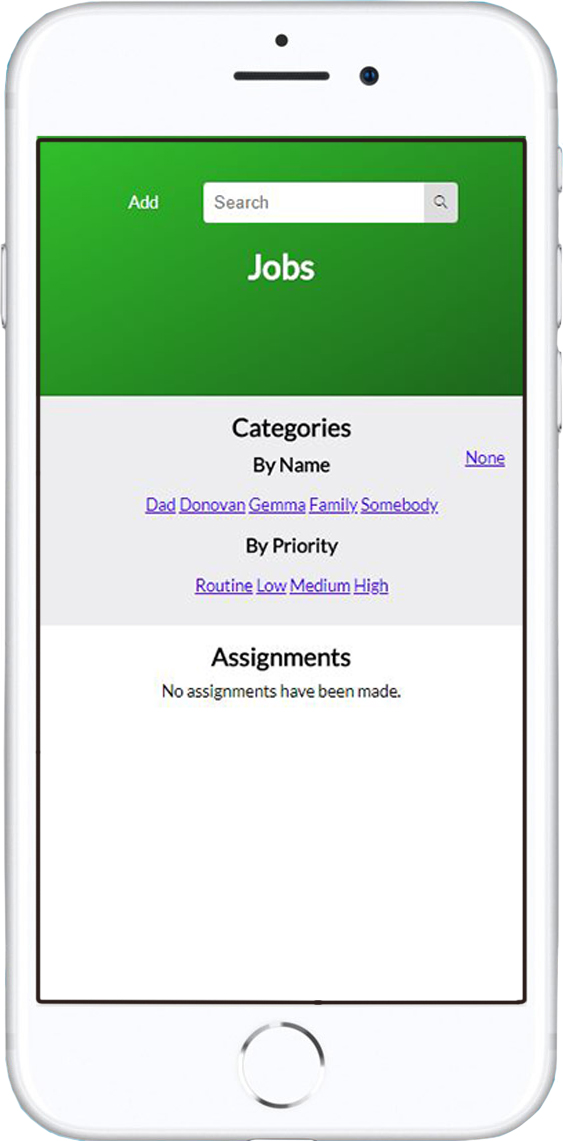 Add Search
Jobs
Categories
By Name
None
Dad Donovan Gemma Family Somebody
By Priority
Routine Low Medium High
Assignments
No assignments have been made.